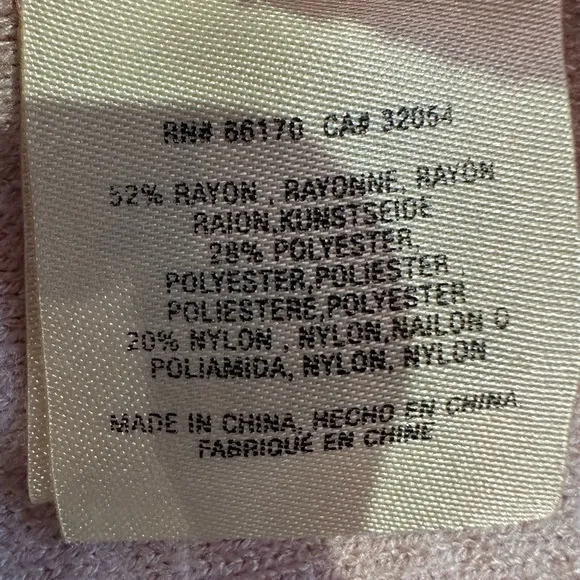 RN# 66170 CA# 32054
52% RAYON , RAYONNE, RAYON
RAION,KUNSTSEIDE
28% POLYESTER,
POLYESTER,POLIESTER ,
POLIESTERE,POLYESTER
20% NYLON , NYLON,NAILON O
POLIAMIDA, NYLON, NYLON
MADE IN CHINA, HECHO EN CHINA
FABRIQUÉ EN CHINE